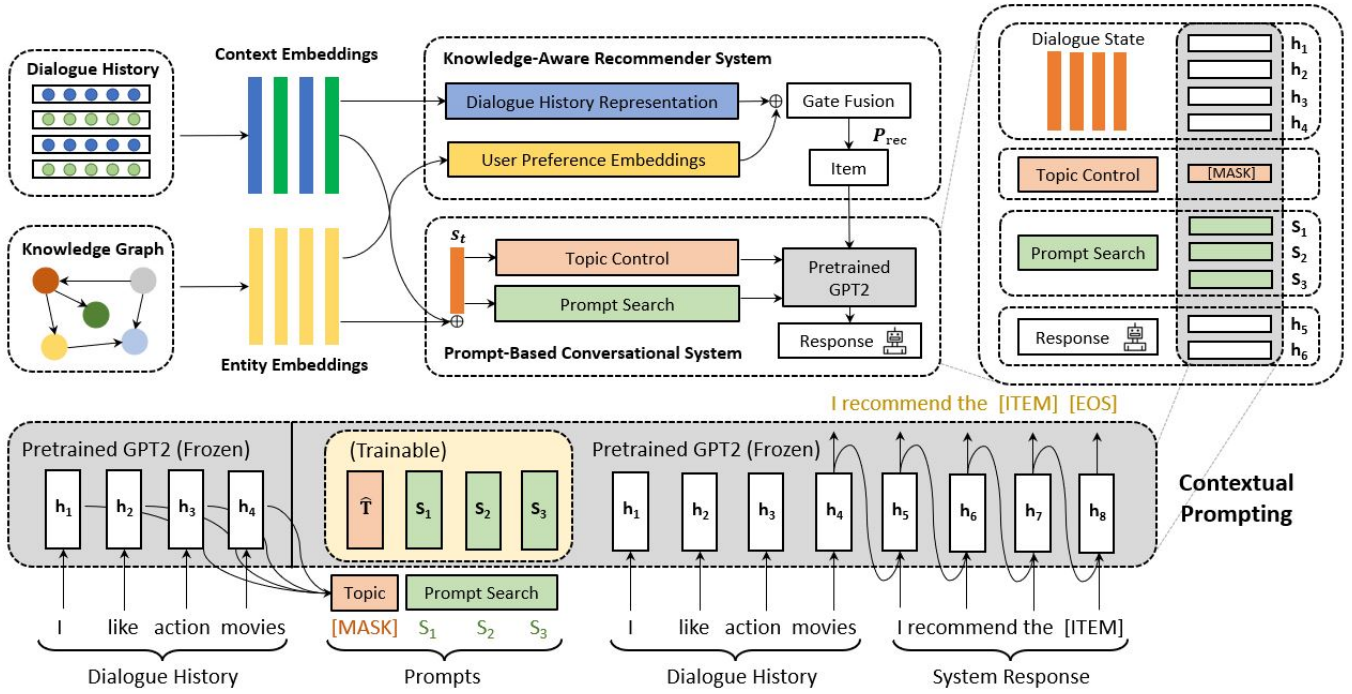 Dialogue History
Knowledge Graph
Context Embeddings
Entity Embeddings
Knowledge-Aware Recommender System
Dialogue History Representation
User Preference Embeddings
⊕
Gate Fusion
P_rec
Item
s_t
⊕
Topic Control
Prompt Search
Pretrained
GPT2
Response
Prompt-Based Conversational System
Dialogue State
h1
h2
h3
h4
Topic Control
[MASK]
Prompt Search
S1
S2
S3
Response
h5
h6
I recommend the [ITEM] [EOS]
Pretrained GPT2 (Frozen)
(Trainable)
Pretrained GPT2 (Frozen)
h1 h2 h3 h4
T̂ S1 S2 S3
h1 h2 h3 h4 h5 h6 h7 h8
Contextual
Prompting
Topic
Prompt Search
I like action movies
[MASK] S1 S2 S3
I like action movies
I recommend the [ITEM]
Dialogue History
Prompts
Dialogue History
System Response